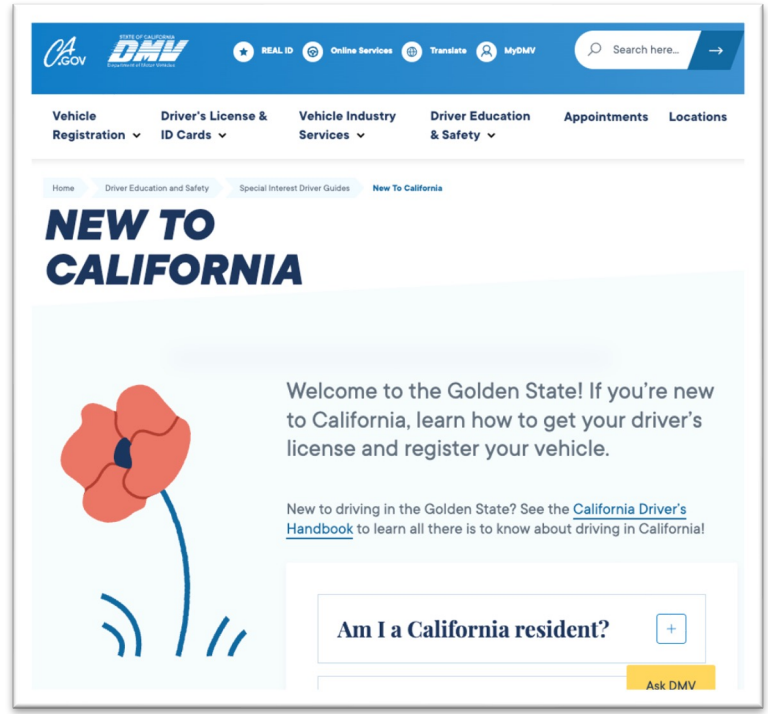 CA.GOV
STATE OF CALIFORNIA
DMV
Department of Motor Vehicles
REAL ID
Online Services
Translate
MyDMV
Search here...
Vehicle Registration
Driver's License & ID Cards
Vehicle Industry Services
Driver Education & Safety
Appointments
Locations
Home
Driver Education and Safety
Special Interest Driver Guides
New To California
NEW TO
CALIFORNIA
Welcome to the Golden State! If you're new
to California, learn how to get your driver's
license and register your vehicle.
New to driving in the Golden State? See the California Driver's
Handbook to learn all there is to know about driving in California!
Am I a California resident?
Ask DMV